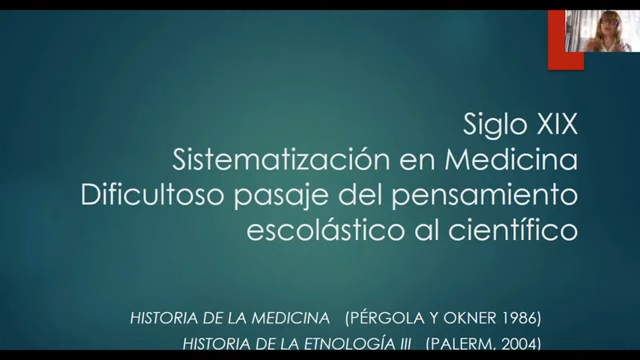 Siglo XIX
Sistematización en Medicina
Dificultoso pasaje del pensamiento
escolástico al científico
HISTORIA DE LA MEDICINA (PÉRGOLA Y OKNER 1986)
HISTORIA DE LA ETNOLOGÍA III (PALERM, 2004)